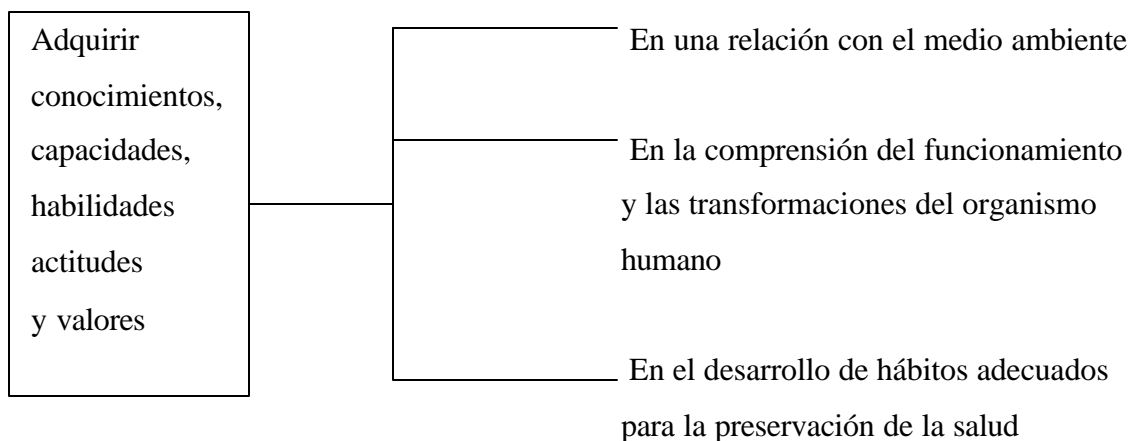 Adquirir
conocimientos,
capacidades,
habilidades
actitudes
y valores
En una relación con el medio ambiente
En la comprensión del funcionamiento
y las transformaciones del organismo
humano
En el desarrollo de hábitos adecuados
para la preservación de la salud